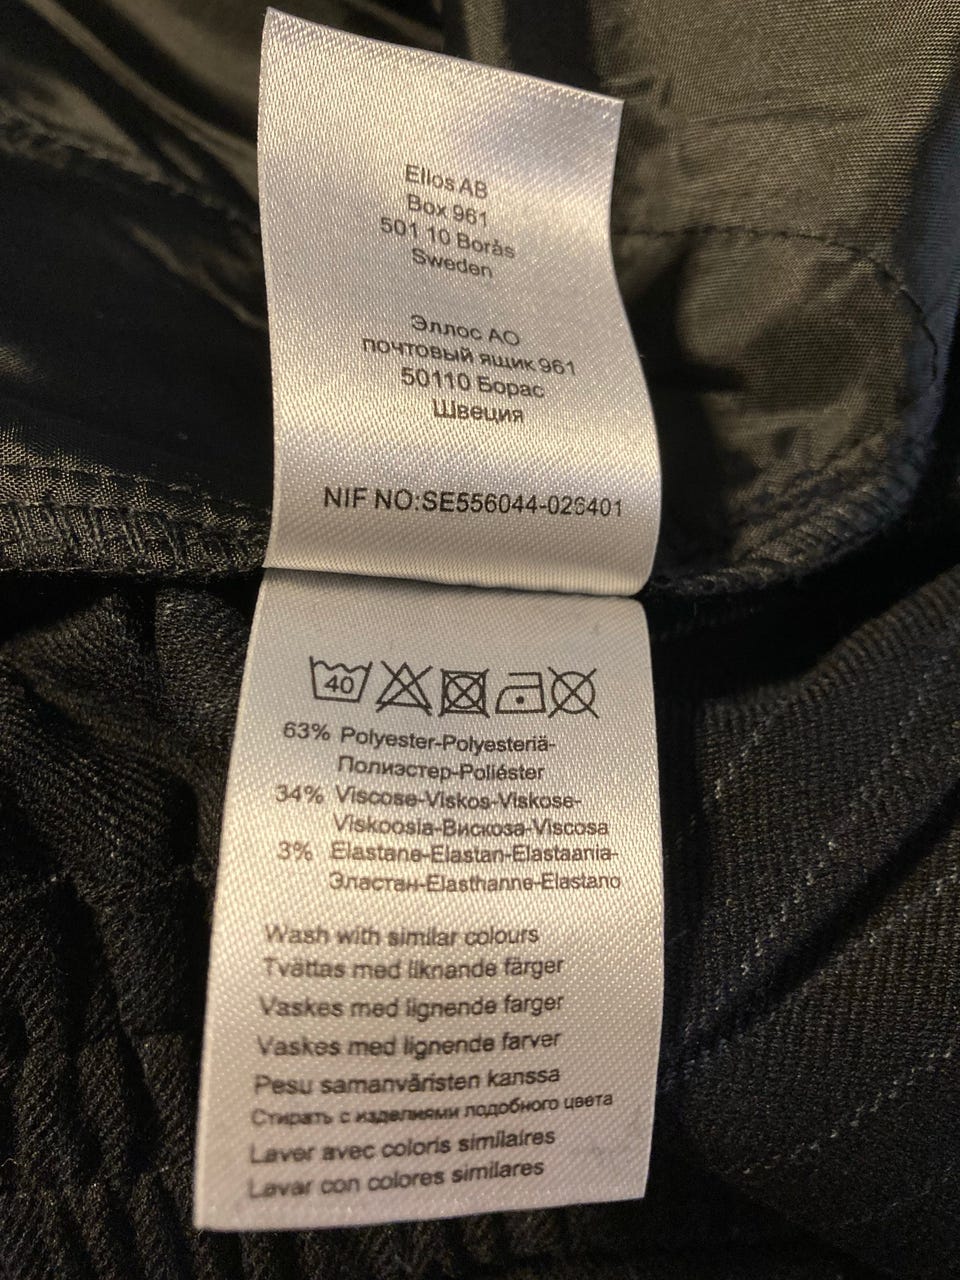 Ellos AB
Box 961
501 10 Borås
Sweden
Эллос АО
почтовый ящик 961
50110 Борас
Швеция
NIF NO:SE556044-026401
40
63% Polyester-Polyesteriä-
Полиэстер-Poliéster
34% Viscose-Viskos-Viskose-
Viskoosia-Вискоза-Viscosa
3% Elastane-Elastan-Elastaania-
Эластан-Elasthanne-Elastano
Wash with similar colours
Tvättas med liknande färger
Vaskes med lignende farger
Vaskes med lignende farver
Pesu samanväristen kanssa
Стирать с изделиями подобного цвета
Laver avec coloris similaires
Lavar con colores similares